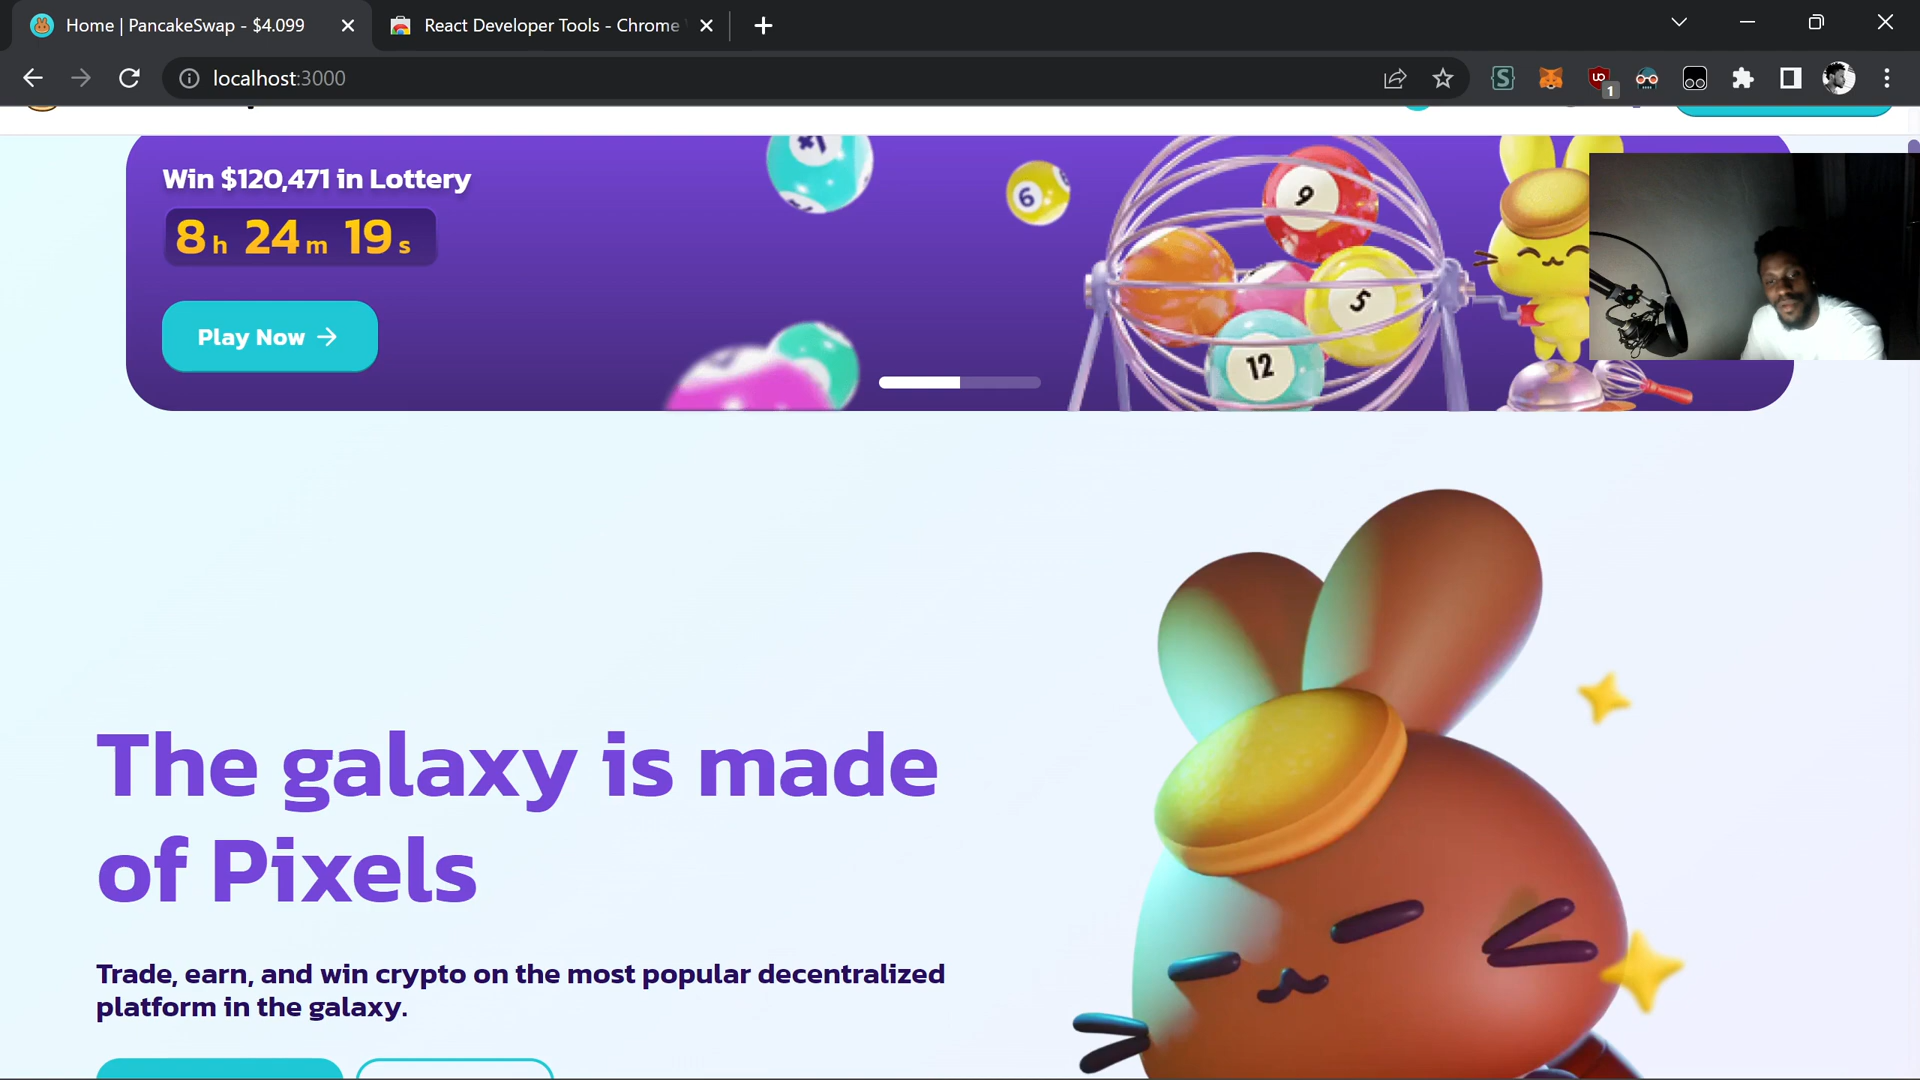 Home | PancakeSwap - $4.099
React Developer Tools - Chrome
localhost:3000
1
Win $120,471 in Lottery
8h 24m 19s
Play Now
6
9
5
12
The galaxy is made
of Pixels
Trade, earn, and win crypto on the most popular decentralized
platform in the galaxy.